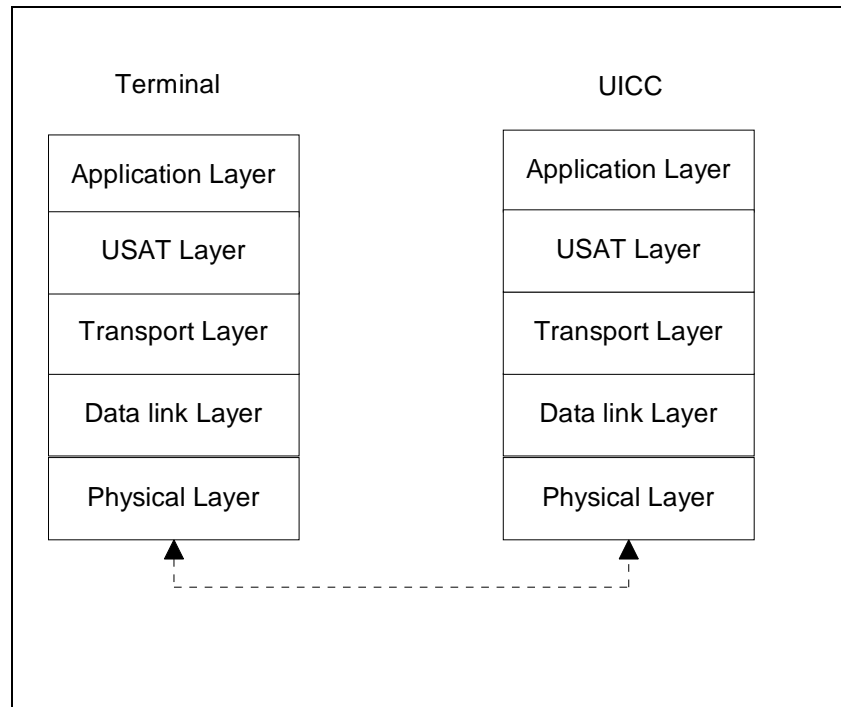 Terminal
UICC
Application Layer
Application Layer
USAT Layer
USAT Layer
Transport Layer
Transport Layer
Data link Layer
Data link Layer
Physical Layer
Physical Layer